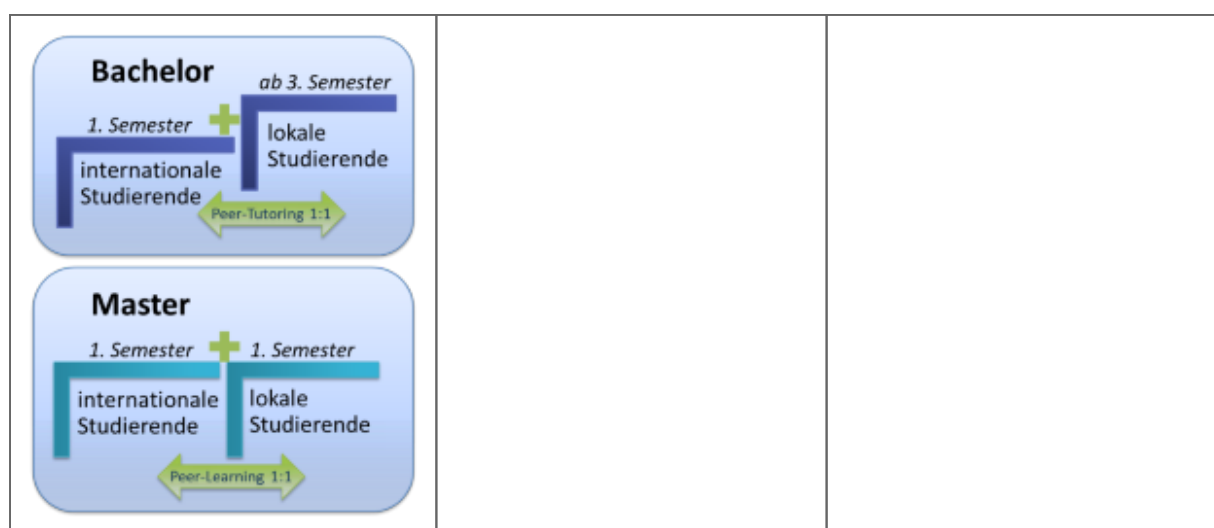 Bachelor
ab 3. Semester
1. Semester
lokale
Studierende
internationale
Studierende
Peer-Tutoring 1:1
Master
1. Semester
1. Semester
internationale
Studierende
lokale
Studierende
Peer-Learning 1:1